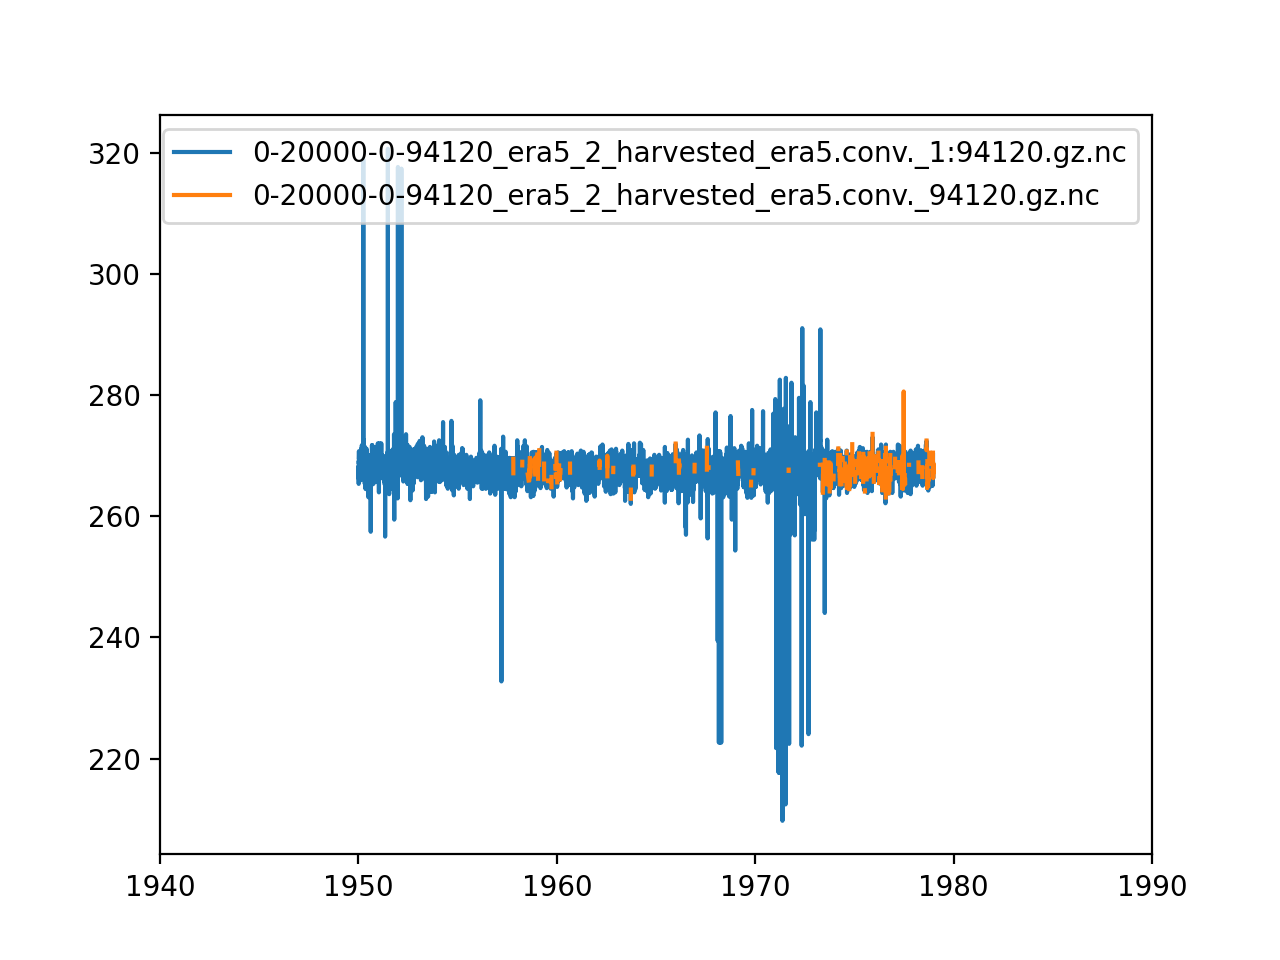 0-20000-0-94120_era5_2_harvested_era5.conv._1:94120.gz.nc
0-20000-0-94120_era5_2_harvested_era5.conv._94120.gz.nc
320
300
280
260
240
220
1940 1950 1960 1970 1980 1990